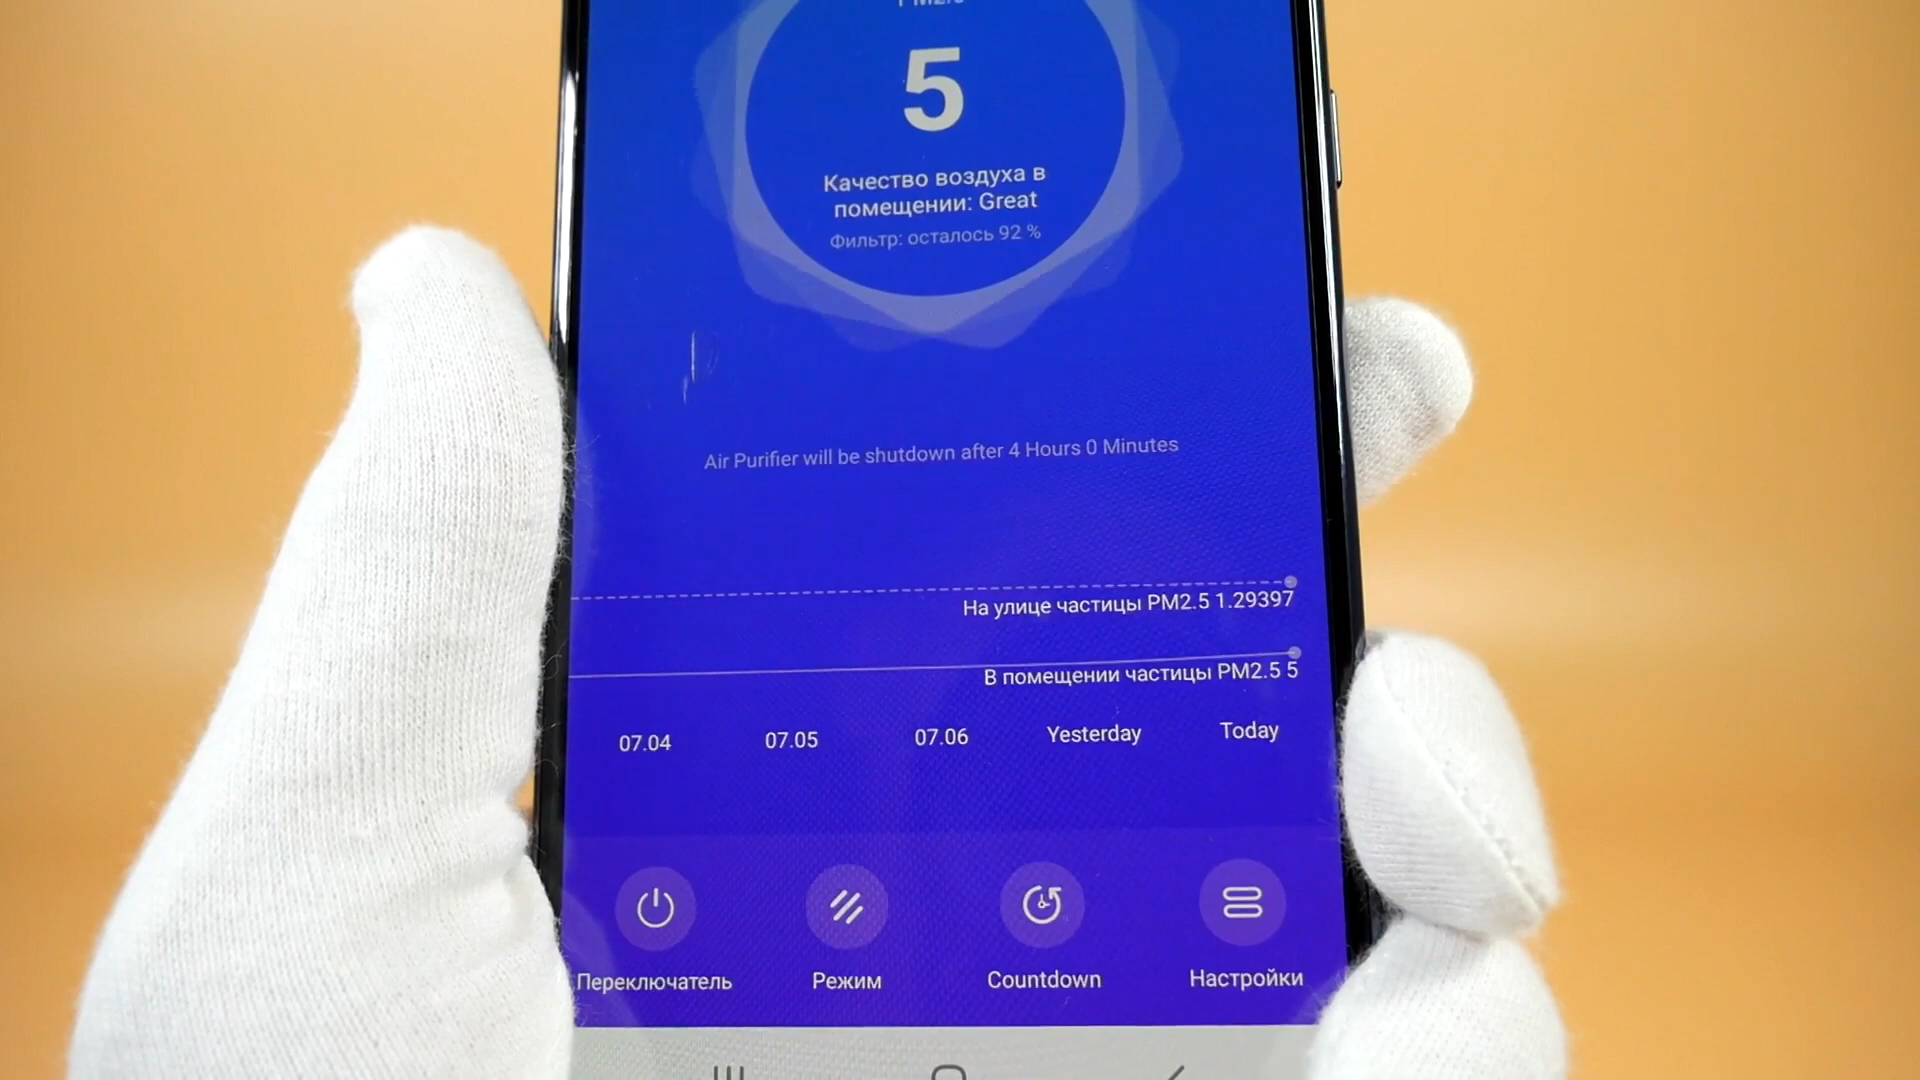 PM2.5
5
Качество воздуха в
помещении: Great
Фильтр: осталось 92 %
Air Purifier will be shutdown after 4 Hours 0 Minutes
На улице частицы PM2.5 1.29397
В помещении частицы PM2.5 5
07.04 07.05 07.06 Yesterday Today
Переключатель Режим Countdown Настройки